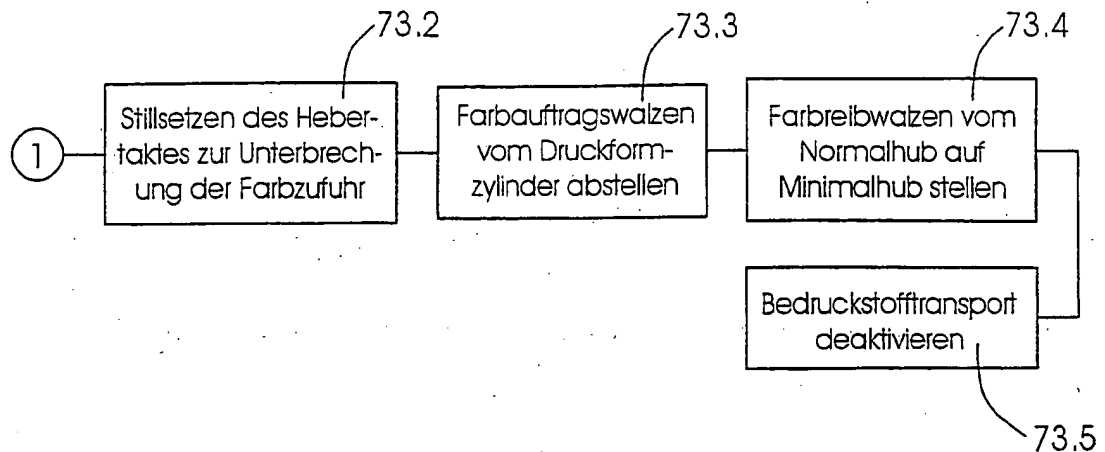 73.2
73.3
73.4
1
Stillsetzen des Heber-
taktes zur Unterbrech-
ung der Farbzufuhr
Farbauftragswalzen
vom Druckform-
zylinder abstellen
Farbreibwalzen vom
Normalhub auf
Minimalhub stellen
Bedruckstofftransport
deaktivieren
73.5